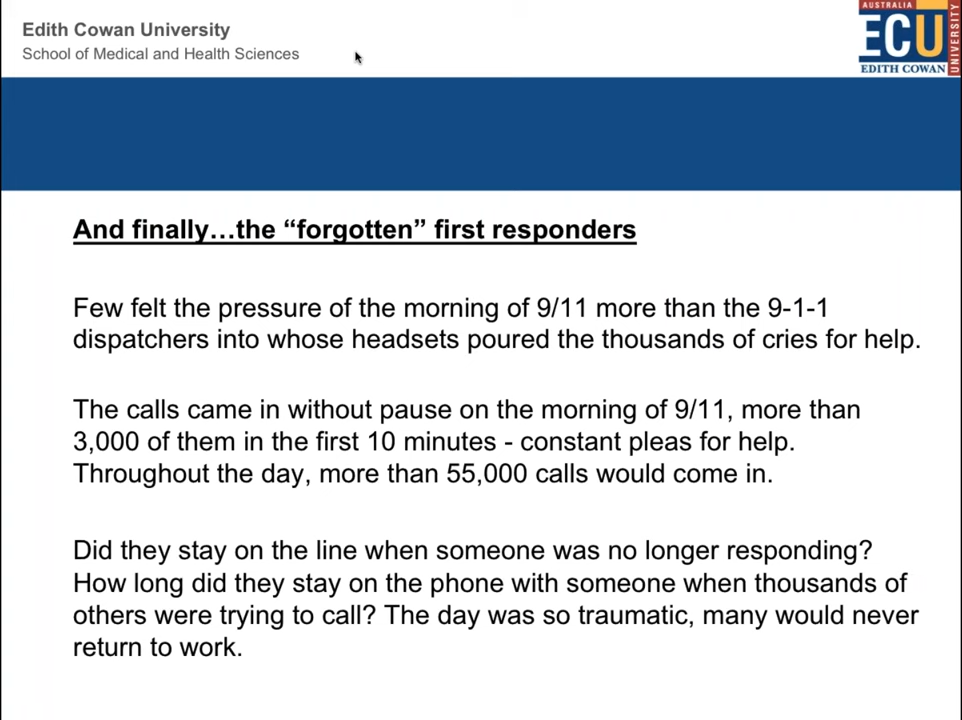 Edith Cowan University
School of Medical and Health Sciences
AUSTRALIA
ECU
EDITH COWAN
UNIVERSITY
And finally…the “forgotten” first responders
Few felt the pressure of the morning of 9/11 more than the 9-1-1
dispatchers into whose headsets poured the thousands of cries for help.
The calls came in without pause on the morning of 9/11, more than
3,000 of them in the first 10 minutes - constant pleas for help.
Throughout the day, more than 55,000 calls would come in.
Did they stay on the line when someone was no longer responding?
How long did they stay on the phone with someone when thousands of
others were trying to call? The day was so traumatic, many would never
return to work.